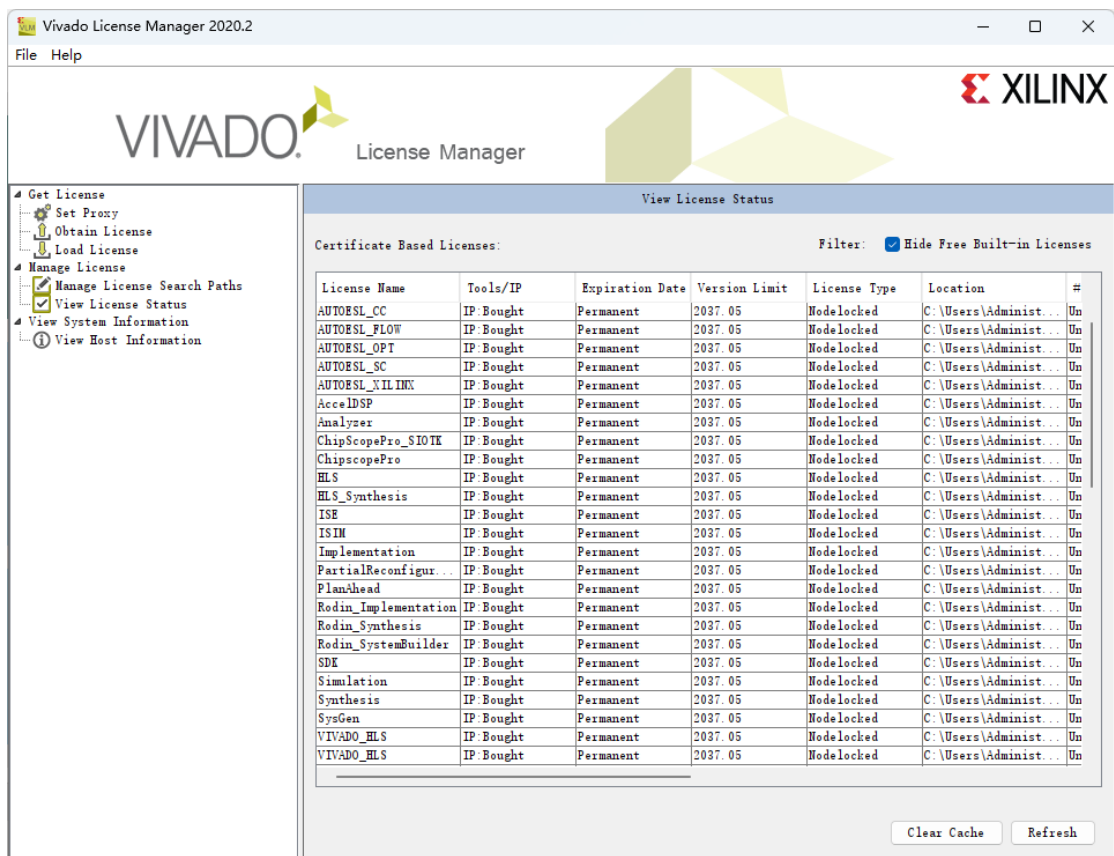 Vivado License Manager 2020.2
File Help
VIVADO. License Manager
XILINX
Get License
Set Proxy
Obtain License
Load License
Manage License
Manage License Search Paths
View License Status
View System Information
View Host Information
View License Status
Certificate Based Licenses: Filter: Hide Free Built-in Licenses
License Name Tools/IP Expiration Date Version Limit License Type Location #
AUTOESL_CC IP:Bought Permanent 2037.05 Nodelocked C:\Users\Administ... Un
AUTOESL_FLOW IP:Bought Permanent 2037.05 Nodelocked C:\Users\Administ... Un
AUTOESL_OPT IP:Bought Permanent 2037.05 Nodelocked C:\Users\Administ... Un
AUTOESL_SC IP:Bought Permanent 2037.05 Nodelocked C:\Users\Administ... Un
AUTOESL_XILINX IP:Bought Permanent 2037.05 Nodelocked C:\Users\Administ... Un
AccelDSP IP:Bought Permanent 2037.05 Nodelocked C:\Users\Administ... Un
Analyzer IP:Bought Permanent 2037.05 Nodelocked C:\Users\Administ... Un
ChipScopePro_SIOTK IP:Bought Permanent 2037.05 Nodelocked C:\Users\Administ... Un
ChipscopePro IP:Bought Permanent 2037.05 Nodelocked C:\Users\Administ... Un
HLS IP:Bought Permanent 2037.05 Nodelocked C:\Users\Administ... Un
HLS_Synthesis IP:Bought Permanent 2037.05 Nodelocked C:\Users\Administ... Un
ISE IP:Bought Permanent 2037.05 Nodelocked C:\Users\Administ... Un
ISIM IP:Bought Permanent 2037.05 Nodelocked C:\Users\Administ... Un
Implementation IP:Bought Permanent 2037.05 Nodelocked C:\Users\Administ... Un
PartialReconfigur... IP:Bought Permanent 2037.05 Nodelocked C:\Users\Administ... Un
PlanAhead IP:Bought Permanent 2037.05 Nodelocked C:\Users\Administ... Un
Rodin_Implementation IP:Bought Permanent 2037.05 Nodelocked C:\Users\Administ... Un
Rodin_Synthesis IP:Bought Permanent 2037.05 Nodelocked C:\Users\Administ... Un
Rodin_SystemBuilder IP:Bought Permanent 2037.05 Nodelocked C:\Users\Administ... Un
SDK IP:Bought Permanent 2037.05 Nodelocked C:\Users\Administ... Un
Simulation IP:Bought Permanent 2037.05 Nodelocked C:\Users\Administ... Un
Synthesis IP:Bought Permanent 2037.05 Nodelocked C:\Users\Administ... Un
SysGen IP:Bought Permanent 2037.05 Nodelocked C:\Users\Administ... Un
VIVADO_HLS IP:Bought Permanent 2037.05 Nodelocked C:\Users\Administ... Un
VIVADO_HLS IP:Bought Permanent 2037.05 Nodelocked C:\Users\Administ... Un
Clear Cache Refresh